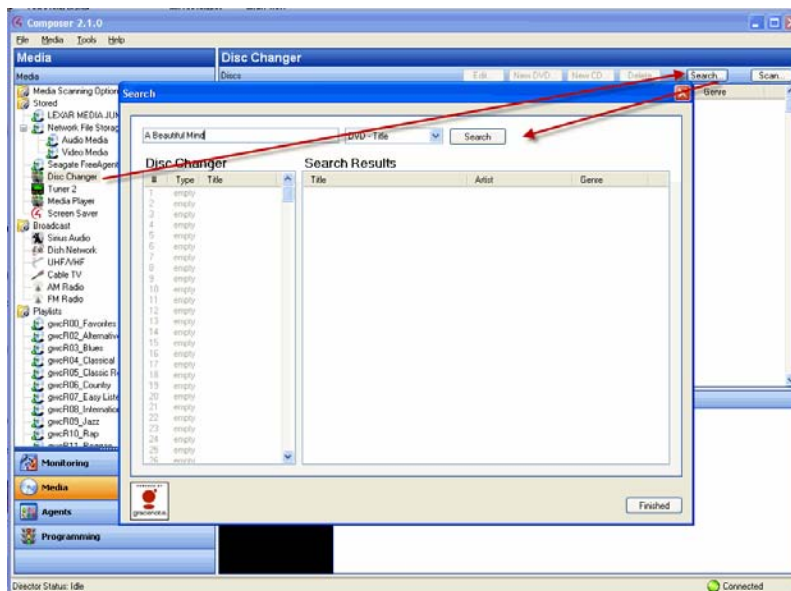 Composer 2.1.0
File Media Tools Help
Media
Disc Changer
Media
Discs
Edit New DVD New CD Delete Search... Scan...
Genre
Media Scanning Option
Stored
LEXAR MEDIA JUM
Network File Storag
Audio Media
Video Media
Seagate FreeAgent
Disc Changer
Tuner 2
Media Player
Screen Saver
Broadcast
Sirius Audio
Dish Network
UHF/VHF
Cable TV
AM Radio
FM Radio
Playlists
gwcR00_Favorites
gwcR02_Alternativ
gwcR03_Blues
gwcR04_Classical
gwcR05_Classic R
gwcR06_Country
gwcR07_Easy Liste
gwcR08_Internation
gwcR09_Jazz
gwcR10_Rap
Monitoring
Media
Agents
Programming
Search
A Beautiful Mind
DVD - Title
Search
Disc Changer
Search Results
# Type Title
Title Artist Genre
1 empty
2 empty
3 empty
4 empty
5 empty
6 empty
7 empty
8 empty
9 empty
10 empty
11 empty
12 empty
13 empty
14 empty
15 empty
16 empty
17 empty
18 empty
19 empty
20 empty
21 empty
22 empty
23 empty
24 empty
25 empty
26 empty
gracenote
Finished
Director Status: Idle
Connected